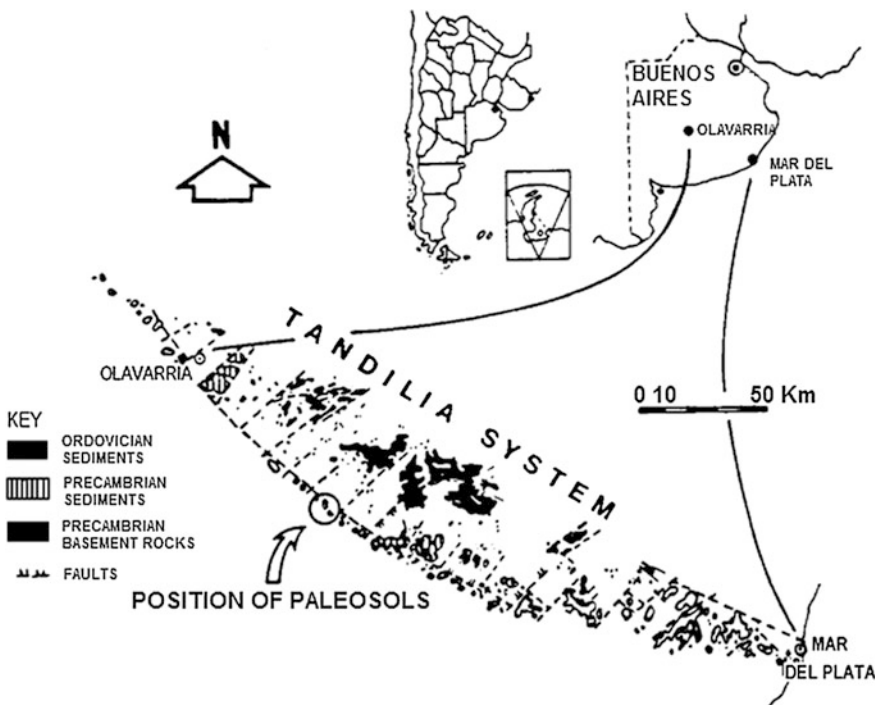 BUENOS
AIRES
OLAVARRIA
MAR DEL
PLATA
N
TANDILIA SYSTEM
OLAVARRIA
0 10 50 Km
KEY
ORDOVICIAN
SEDIMENTS
PRECAMBRIAN
SEDIMENTS
PRECAMBRIAN
BASEMENT ROCKS
FAULTS
POSITION OF PALEOSOLS
MAR
DEL PLATA